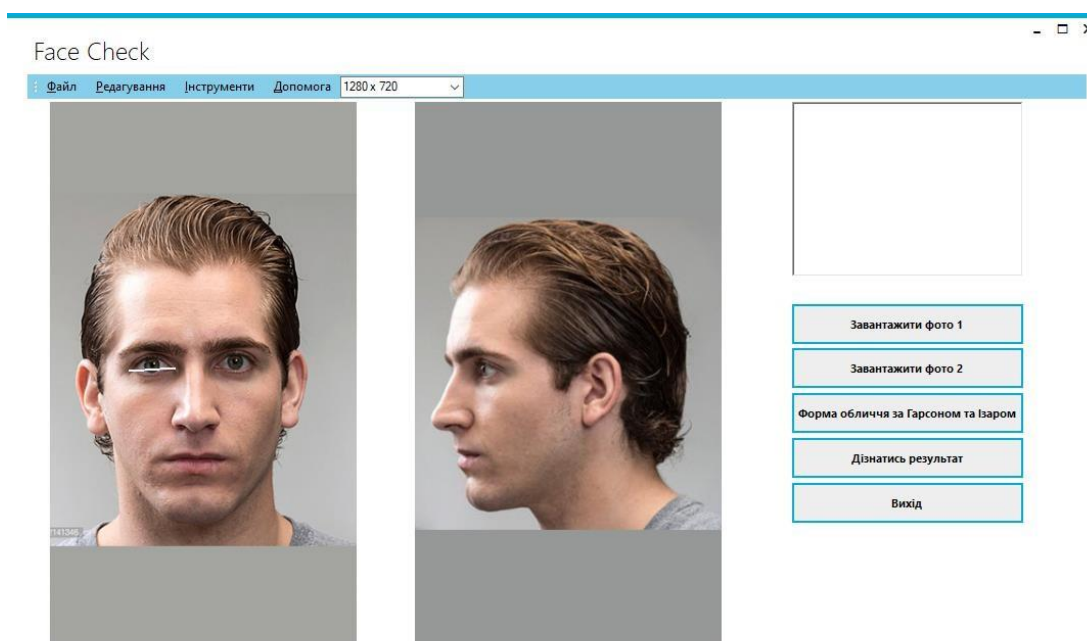 Face Check
Файл Редагування Інструменти Допомога 1280 x 720
Завантажити фото 1
Завантажити фото 2
Форма обличчя за Гарсоном та Ізаром
Дізнатись результат
Вихід